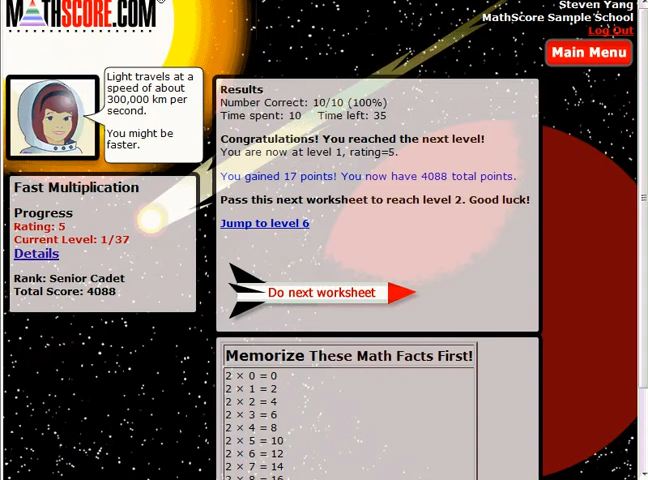 MATHSCORE.COM®
Steven Yang
MathScore Sample School
Log Out
Main Menu
Light travels at a
speed of about
300,000 km per
second.
You might be
faster.
Fast Multiplication
Progress
Rating: 5
Current Level: 1/37
Details
Rank: Senior Cadet
Total Score: 4088
Results
Number Correct: 10/10 (100%)
Time spent: 10 Time left: 35
Congratulations! You reached the next level!
You are now at level 1, rating=5.
You gained 17 points! You now have 4088 total points.
Pass this next worksheet to reach level 2. Good luck!
Jump to level 6
Do next worksheet
Memorize These Math Facts First!
2 × 0 = 0
2 × 1 = 2
2 × 2 = 4
2 × 3 = 6
2 × 4 = 8
2 × 5 = 10
2 × 6 = 12
2 × 7 = 14
2 × 8 = 16